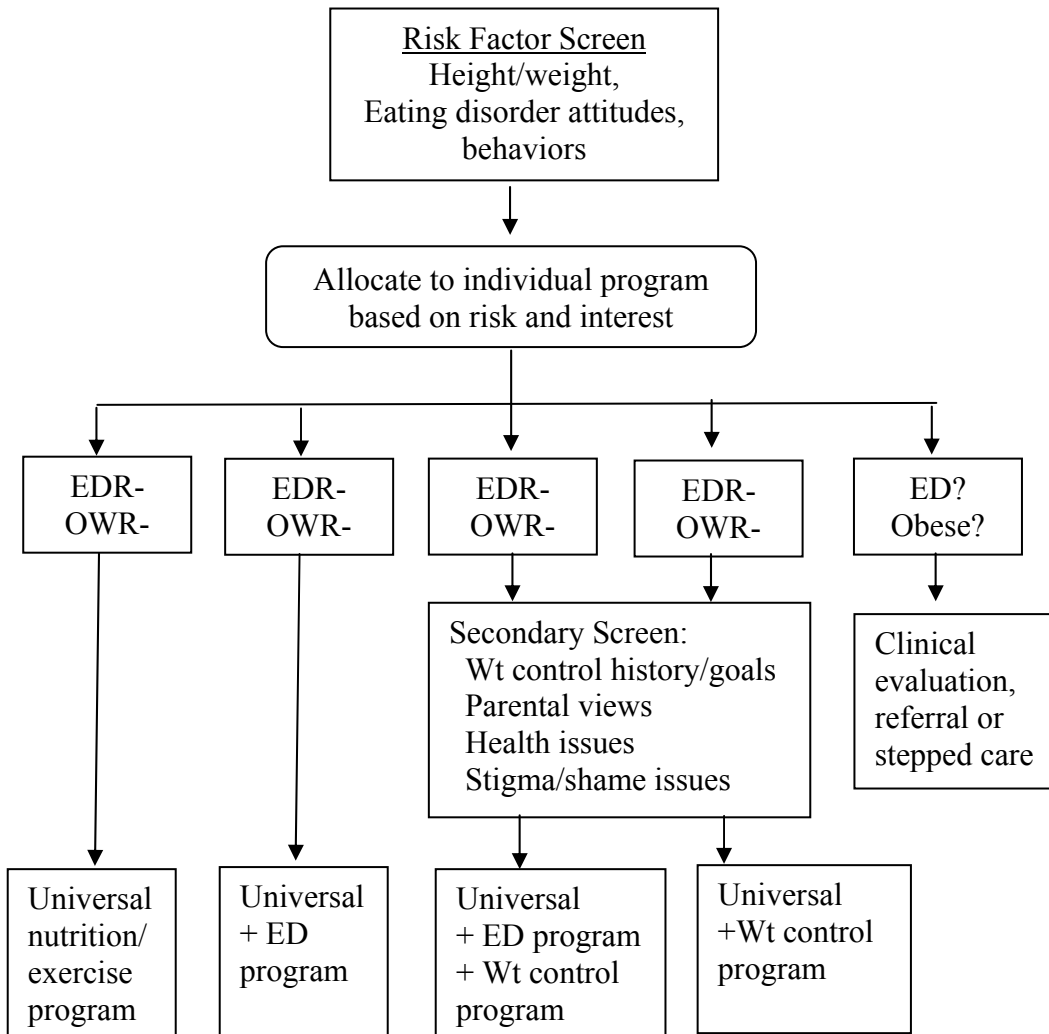 Risk Factor Screen
Height/weight,
Eating disorder attitudes,
behaviors
Allocate to individual program
based on risk and interest
EDR-
OWR-
EDR-
OWR-
EDR-
OWR-
EDR-
OWR-
ED?
Obese?
Secondary Screen:
Wt control history/goals
Parental views
Health issues
Stigma/shame issues
Clinical
evaluation,
referral or
stepped care
Universal
nutrition/
exercise
program
Universal
+ ED
program
Universal
+ ED program
+ Wt control
program
Universal
+Wt control
program